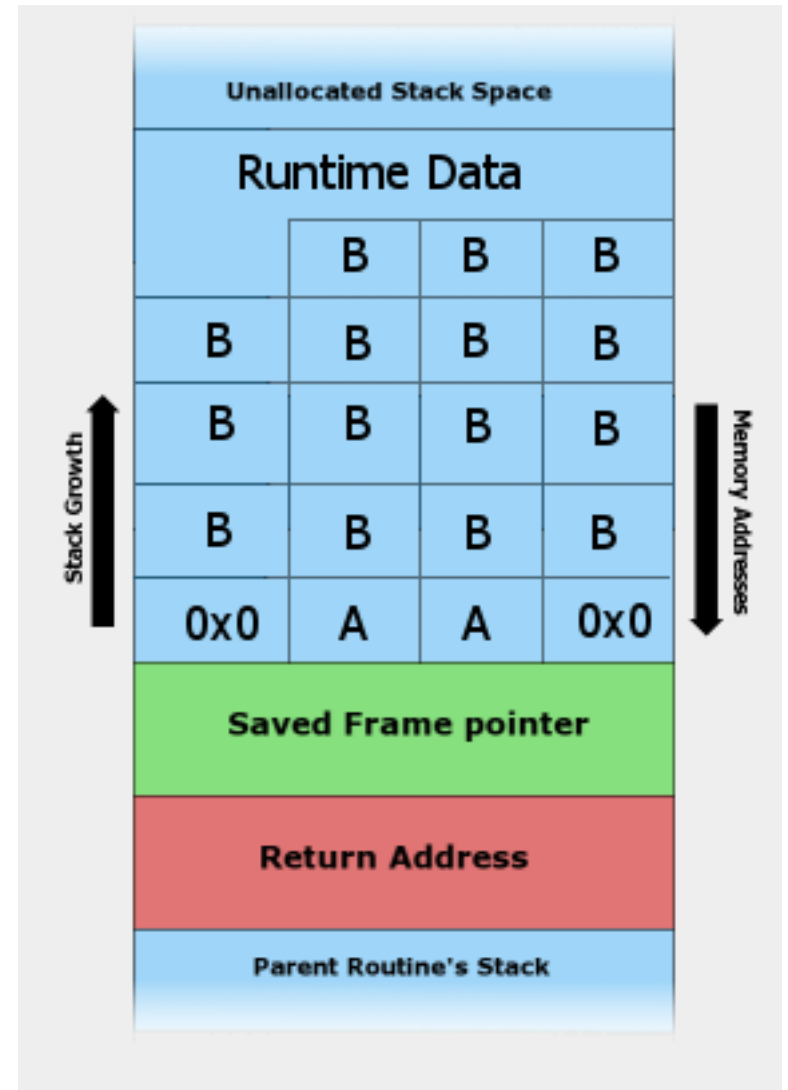 Unallocated Stack Space
Runtime Data
B B B
B B B B
B B B B
B B B B
0x0 A A 0x0
Stack Growth
Memory Addresses
Saved Frame pointer
Return Address
Parent Routine's Stack